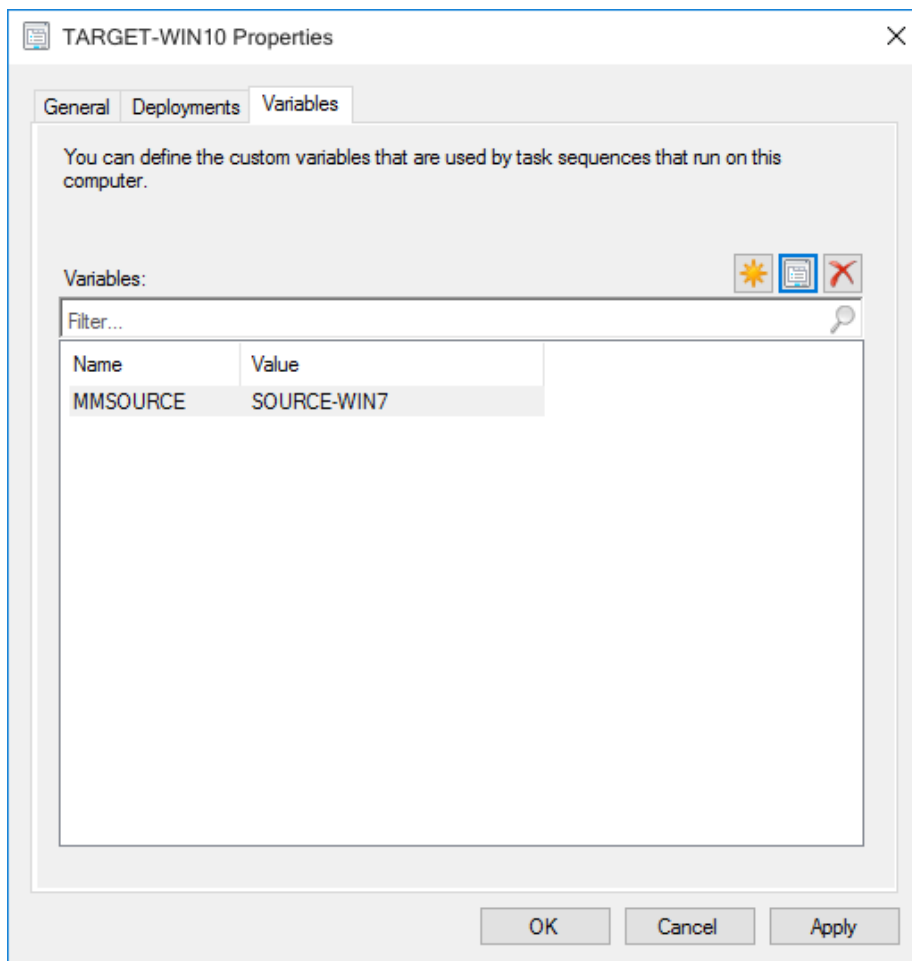 TARGET-WIN10 Properties
General Deployments Variables
You can define the custom variables that are used by task sequences that run on this
computer.
Variables:
Filter...
Name Value
MMSOURCE SOURCE-WIN7
OK Cancel Apply